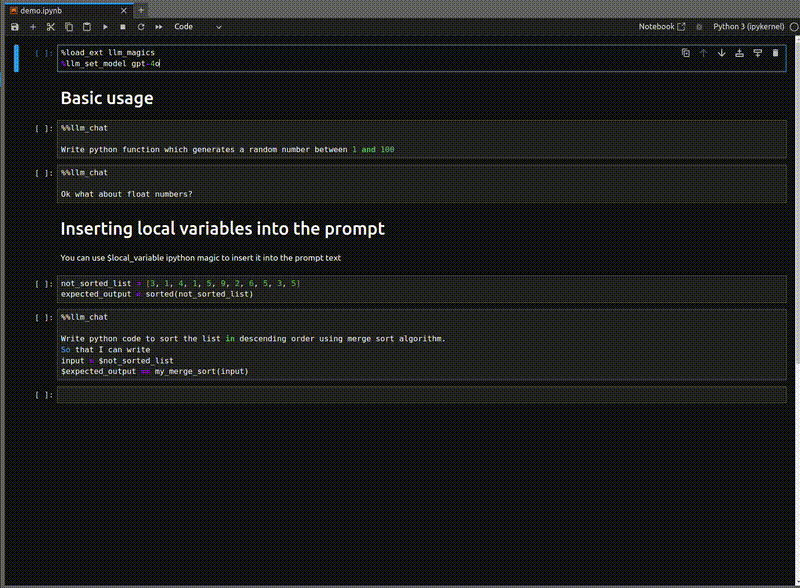 demo.ipynb
Code
Notebook
Python 3 (ipykernel)
[ ]: %load_ext llm_magics
%llm_set_model gpt-4o
Basic usage
[ ]: %%llm_chat
Write python function which generates a random number between 1 and 100
[ ]: %%llm_chat
Ok what about float numbers?
Inserting local variables into the prompt
You can use $local_variable ipython magic to insert it into the prompt text
[ ]: not_sorted_list = [3, 1, 4, 1, 5, 9, 2, 6, 5, 3, 5]
expected_output = sorted(not_sorted_list)
[ ]: %%llm_chat
Write python code to sort the list in descending order using merge sort algorithm.
So that I can write
input = $not_sorted_list
$expected_output == my_merge_sort(input)
[ ]: